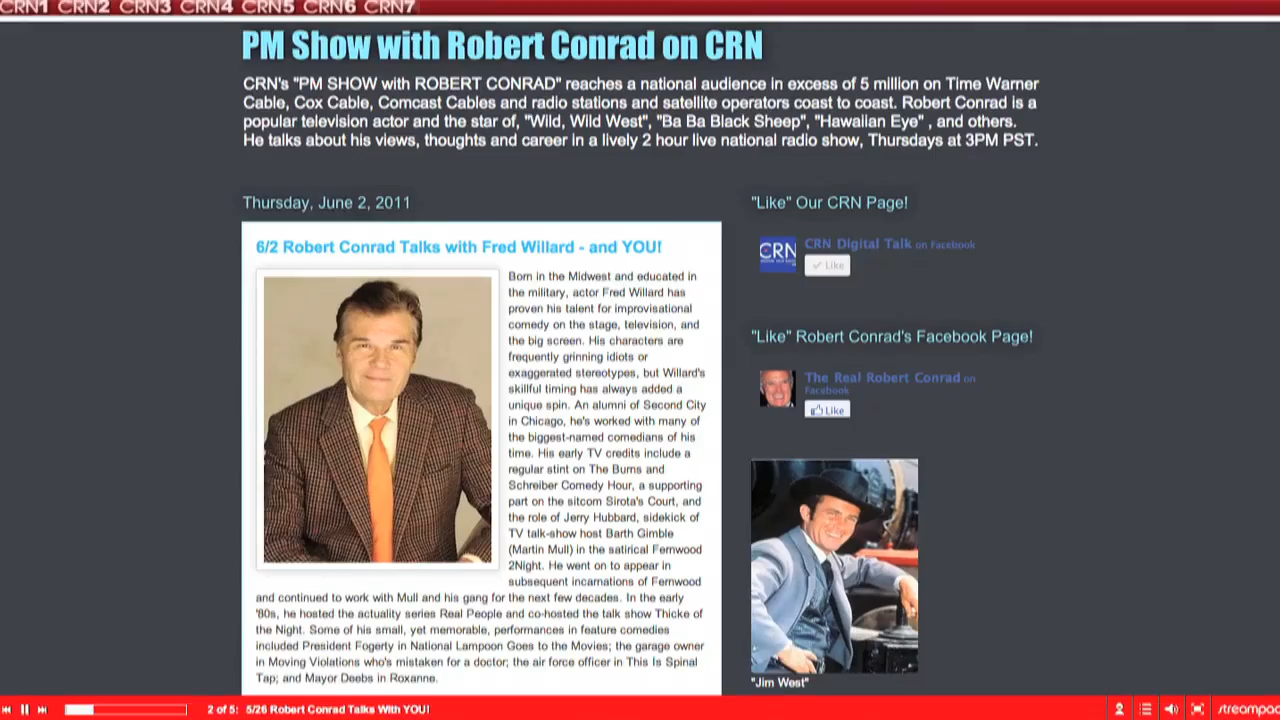 CRN1 CRN2 CRN3 CRN4 CRN5 CRN6 CRN7
PM Show with Robert Conrad on CRN
CRN's "PM SHOW with ROBERT CONRAD" reaches a national audience in excess of 5 million on Time Warner
Cable, Cox Cable, Comcast Cables and radio stations and satellite operators coast to coast. Robert Conrad is a
popular television actor and the star of, "Wild, Wild West", "Ba Ba Black Sheep", "Hawaiian Eye" , and others.
He talks about his views, thoughts and career in a lively 2 hour live national radio show, Thursdays at 3PM PST.
Thursday, June 2, 2011
6/2 Robert Conrad Talks with Fred Willard - and YOU!
Born in the Midwest and educated in
the military, actor Fred Willard has
proven his talent for improvisational
comedy on the stage, television, and
the big screen. His characters are
frequently grinning idiots or
exaggerated stereotypes, but Willard's
skillful timing has always added a
unique spin. An alumni of Second City
in Chicago, he's worked with many of
the biggest-named comedians of his
time. His early TV credits include a
regular stint on The Burns and
Schreiber Comedy Hour, a supporting
part on the sitcom Sirota's Court, and
the role of Jerry Hubbard, sidekick of
TV talk-show host Barth Gimble
(Martin Mull) in the satirical Fernwood
2Night. He went on to appear in
subsequent incarnations of Fernwood
and continued to work with Mull and his gang for the next few decades. In the early
'80s, he hosted the actuality series Real People and co-hosted the talk show Thicke of
the Night. Some of his small, yet memorable, performances in feature comedies
included President Fogerty in National Lampoon Goes to the Movies; the garage owner
in Moving Violations who's mistaken for a doctor; the air force officer in This Is Spinal
Tap; and Mayor Deebs in Roxanne.
"Like" Our CRN Page!
CRN
CRN Digital Talk on Facebook
Like
"Like" Robert Conrad's Facebook Page!
The Real Robert Conrad on
Facebook
Like
"Jim West"
2 of 5: 5/26 Robert Conrad Talks With YOU!
streampad